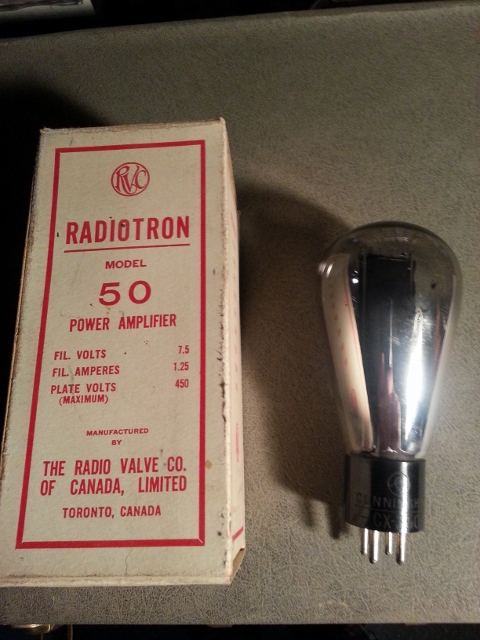 RVC
RADIOTRON
MODEL
50
POWER AMPLIFIER
FIL. VOLTS 7.5
FIL. AMPERES 1.25
PLATE VOLTS 450
(MAXIMUM)
MANUFACTURED
BY
THE RADIO VALVE CO.
OF CANADA, LIMITED
TORONTO, CANADA